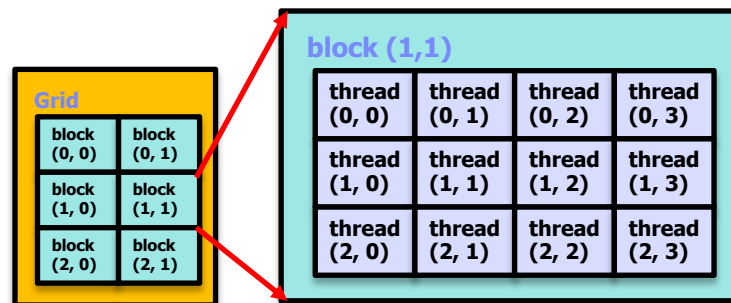 block (1,1)
thread thread thread thread
(0, 0) (0, 1) (0, 2) (0, 3)
thread thread thread thread
(1, 0) (1, 1) (1, 2) (1, 3)
thread thread thread thread
(2, 0) (2, 1) (2, 2) (2, 3)
Grid
block block
(0, 0) (0, 1)
block block
(1, 0) (1, 1)
block block
(2, 0) (2, 1)